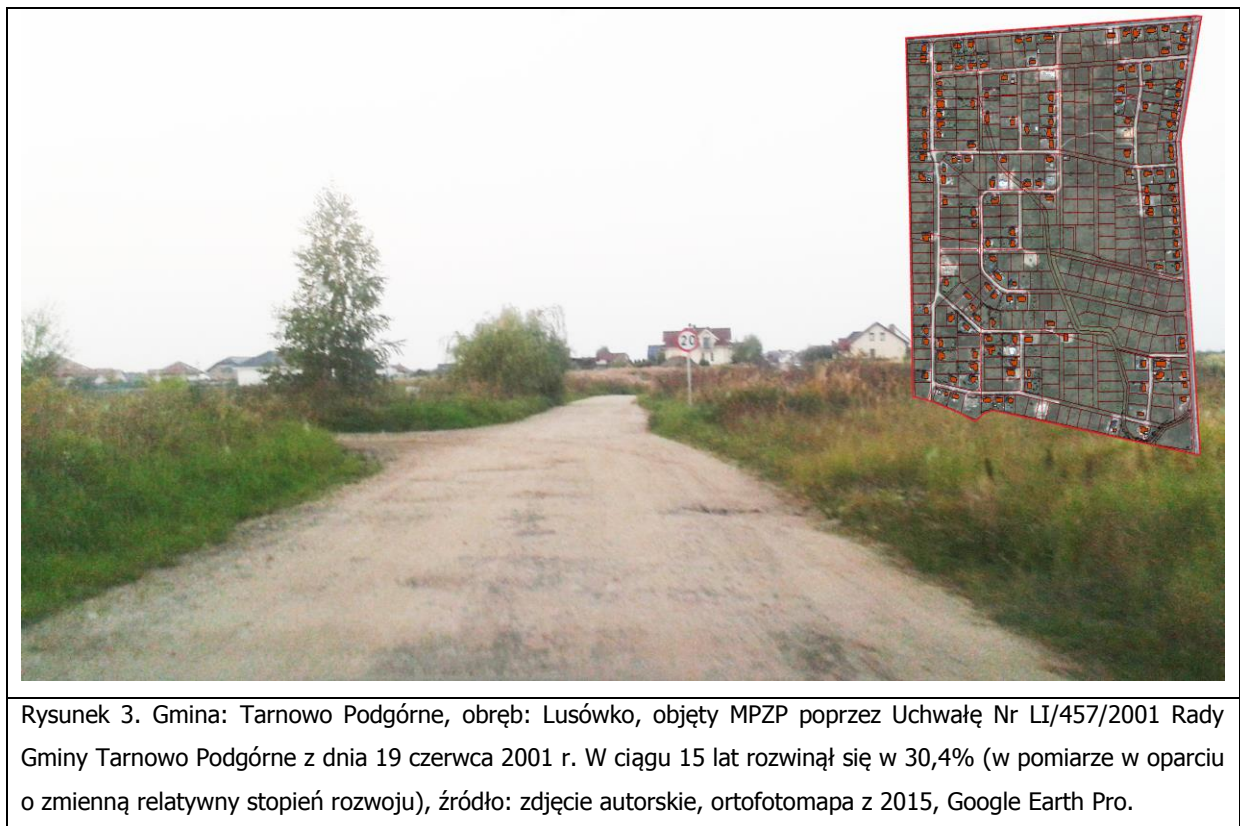 20
Rysunek 3. Gmina: Tarnowo Podgórne, obręb: Lusówko, objęty MPZP poprzez Uchwałę Nr LI/457/2001 Rady
Gminy Tarnowo Podgórne z dnia 19 czerwca 2001 r. W ciągu 15 lat rozwinął się w 30,4% (w pomiarze w oparciu
o zmienną relatywny stopień rozwoju), źródło: zdjęcie autorskie, ortofotomapa z 2015, Google Earth Pro.